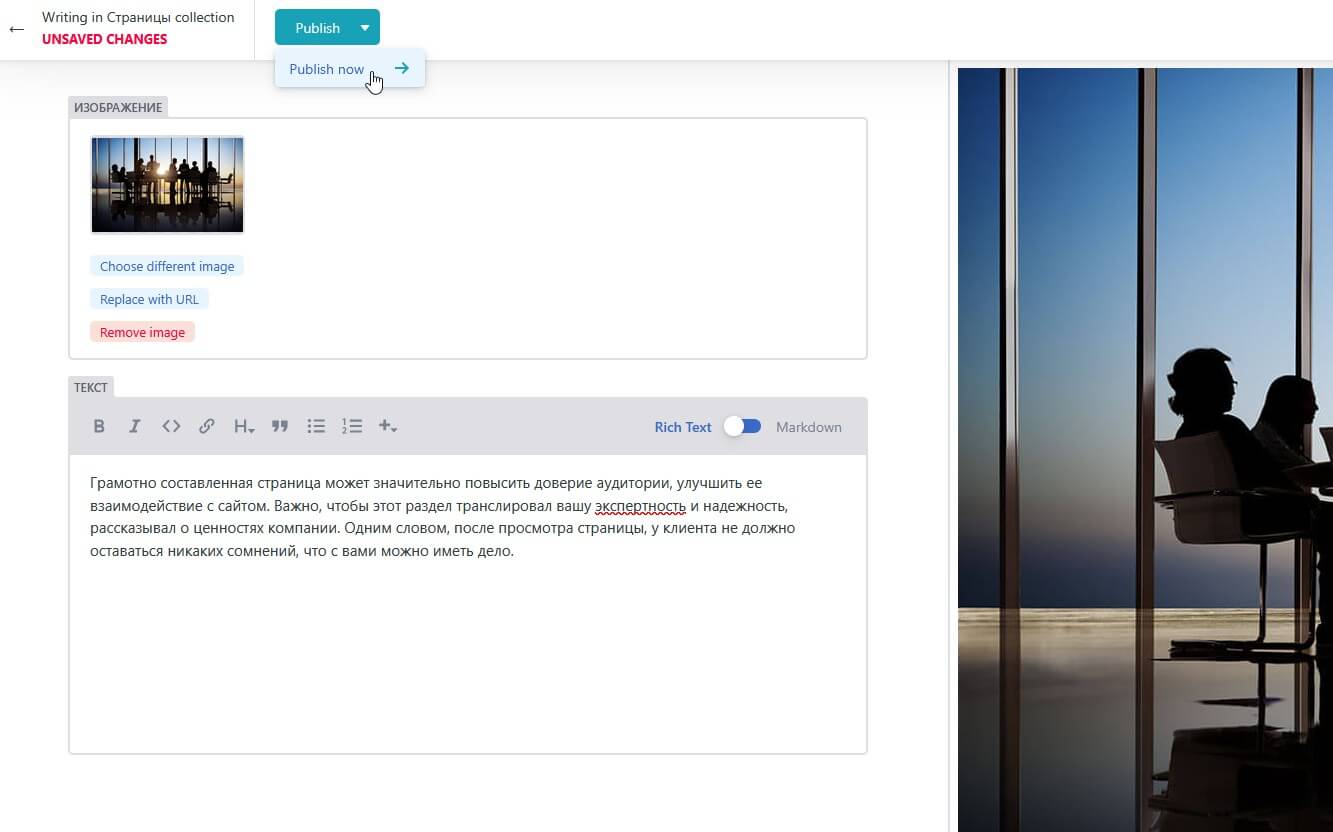 Writing in Страницы collection
UNSAVED CHANGES
Publish
Publish now
ИЗОБРАЖЕНИЕ
Choose different image
Replace with URL
Remove image
ТЕКСТ
B I <> H
Rich Text Markdown
Грамотно составленная страница может значительно повысить доверие аудитории, улучшить ее
взаимодействие с сайтом. Важно, чтобы этот раздел транслировал вашу экспертность и надежность,
рассказывал о ценностях компании. Одним словом, после просмотра страницы, у клиента не должно
оставаться никаких сомнений, что с вами можно иметь дело.